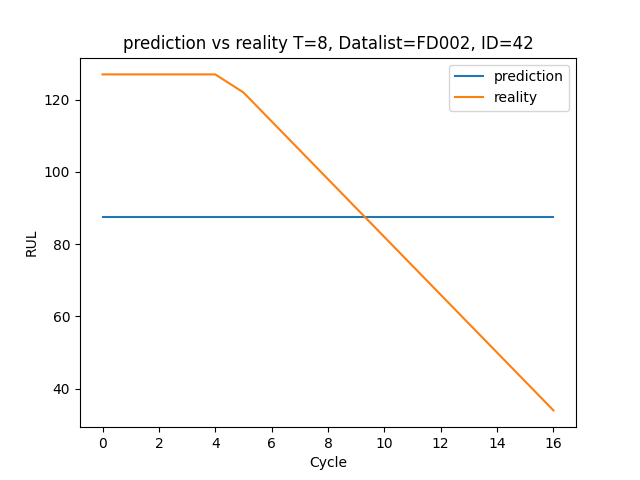 prediction vs reality T=8, Datalist=FD002, ID=42
prediction
reality
120
100
80
60
40
RUL
0 2 4 6 8 10 12 14 16
Cycle